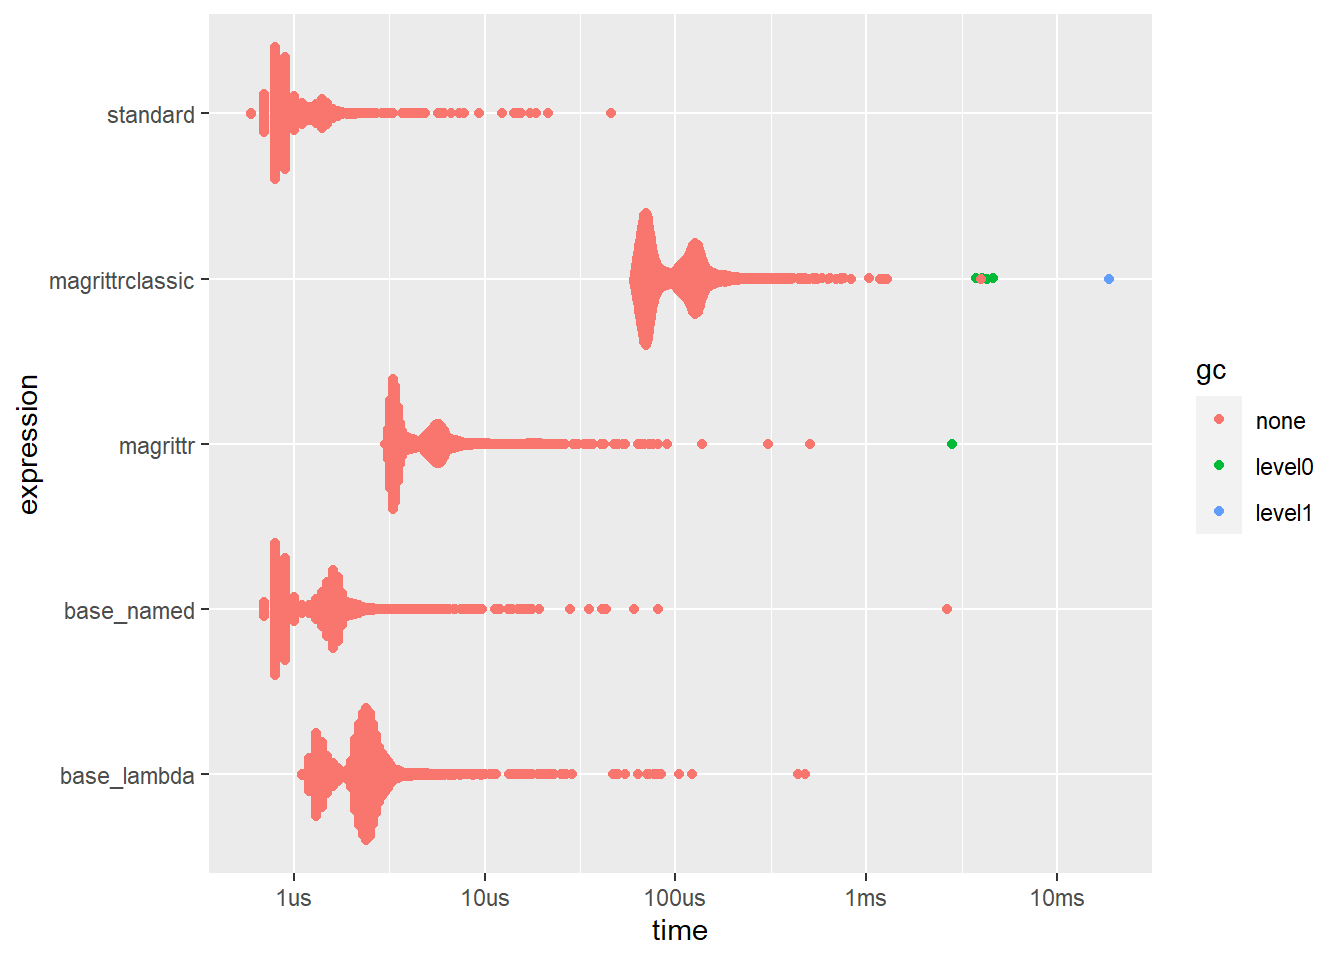 standard
magrittrclassic
magrittr
base_named
base_lambda
expression
1us
10us
100us
1ms
10ms
time
gc
none
level0
level1